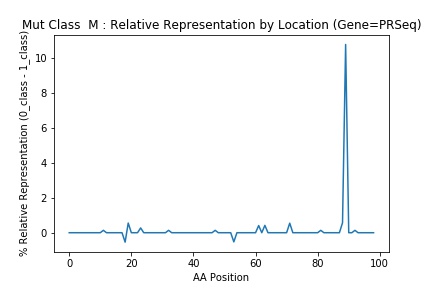 Mut Class  M : Relative Representation by Location (Gene=PRSeq)
% Relative Representation (0_class - 1_class)
10
8
6
4
2
0
0 20 40 60 80 100
AA Position